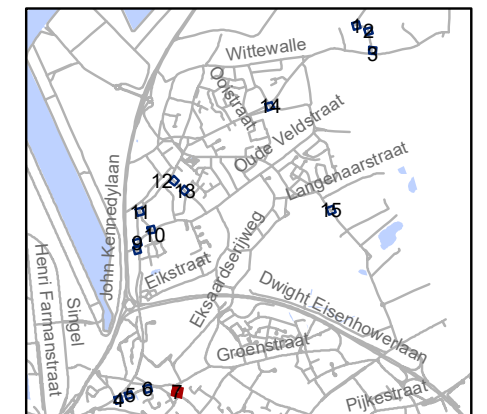 1
2
3
Wittewalle
Ooistraat
14
Oude Veldstraat
Langenaarstraat
12
13
15
11
10
9
8
John Kennedylaan
Eikstraat
Eksaardserijweg
Henri Farmanstraat
Singel
Dwight Eisenhowerlaan
Groenstraat
Pijkestraat
4
5
6
7